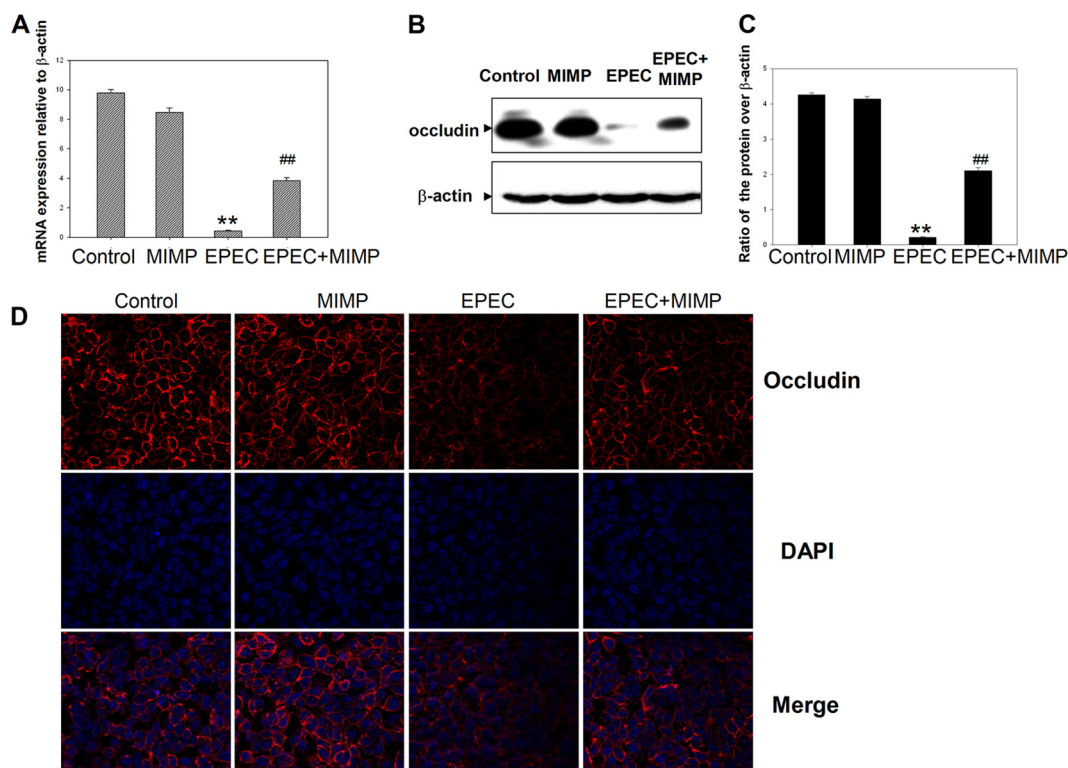 A
mRNA expression relative to β-actin
12
10
8
6
4
2
0
**
##
Control MIMP EPEC EPEC+MIMP
B
Control MIMP EPEC EPEC+
MIMP
occludin
β-actin
C
Ratio of the protein over β-actin
5
4
3
2
1
0
**
##
Control MIMP EPEC EPEC+MIMP
D
Control MIMP EPEC EPEC+MIMP
Occludin
DAPI
Merge